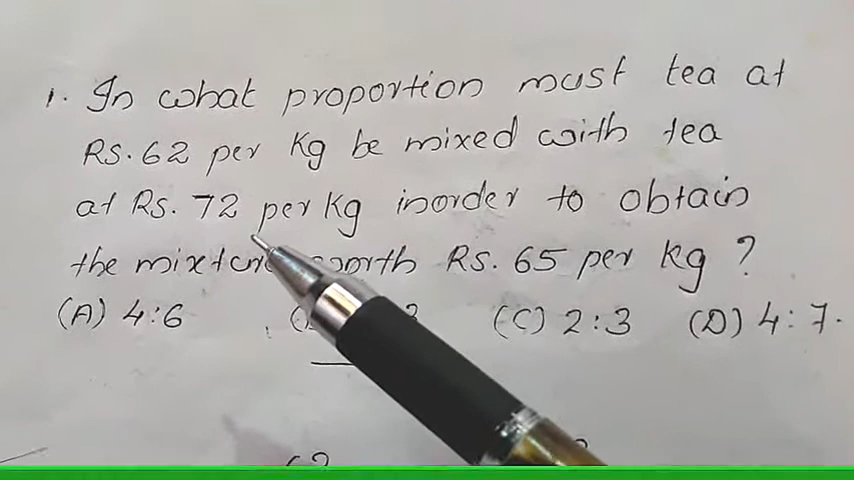 1. In what proportion must tea at
Rs. 62 per kg be mixed with tea
at Rs. 72 per kg inorder to obtain
the mixture worth Rs. 65 per kg ?
(A) 4:6 (C) 2:3 (D) 4:7.